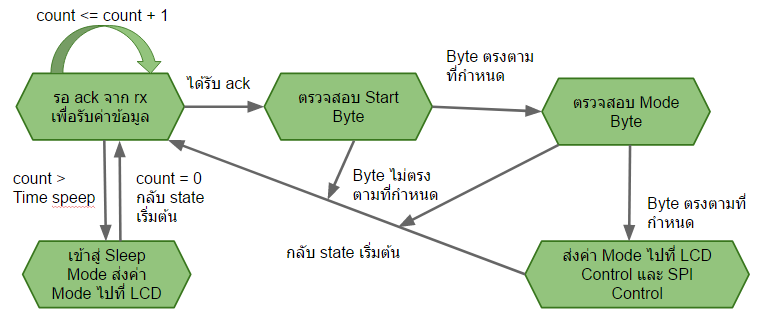 count <= count + 1
รอ ack จาก rx
เพื่อรับค่าข้อมูล
ได้รับ ack
ตรวจสอบ Start
Byte
Byte ตรงตาม
ที่กำหนด
ตรวจสอบ Mode
Byte
count >
Time speep
count = 0
กลับ state
เริ่มต้น
Byte ไม่ตรง
ตามที่กำหนด
Byte ตรงตามที่
กำหนด
กลับ state เริ่มต้น
เข้าสู่ Sleep
Mode ส่งค่า
Mode ไปที่ LCD
ส่งค่า Mode ไปที่ LCD
Control และ SPI
Control